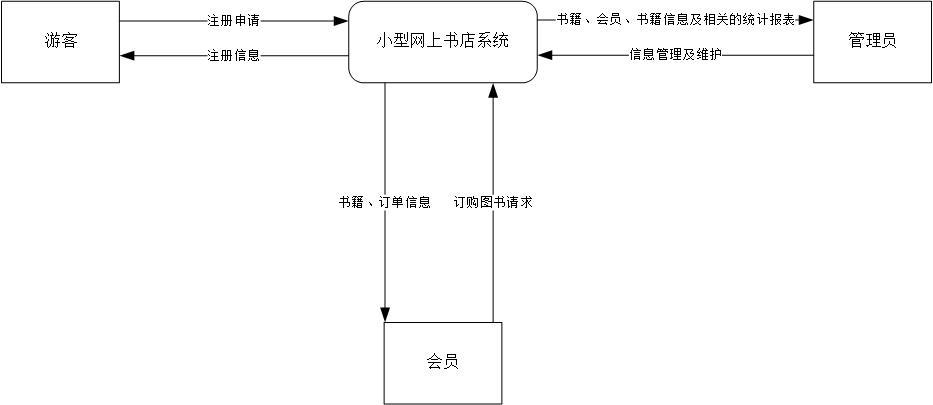 游客
注册申请
注册信息
小型网上书店系统
书籍、会员、书籍信息及相关的统计报表
信息管理及维护
管理员
书籍、订单信息
订购图书请求
会员